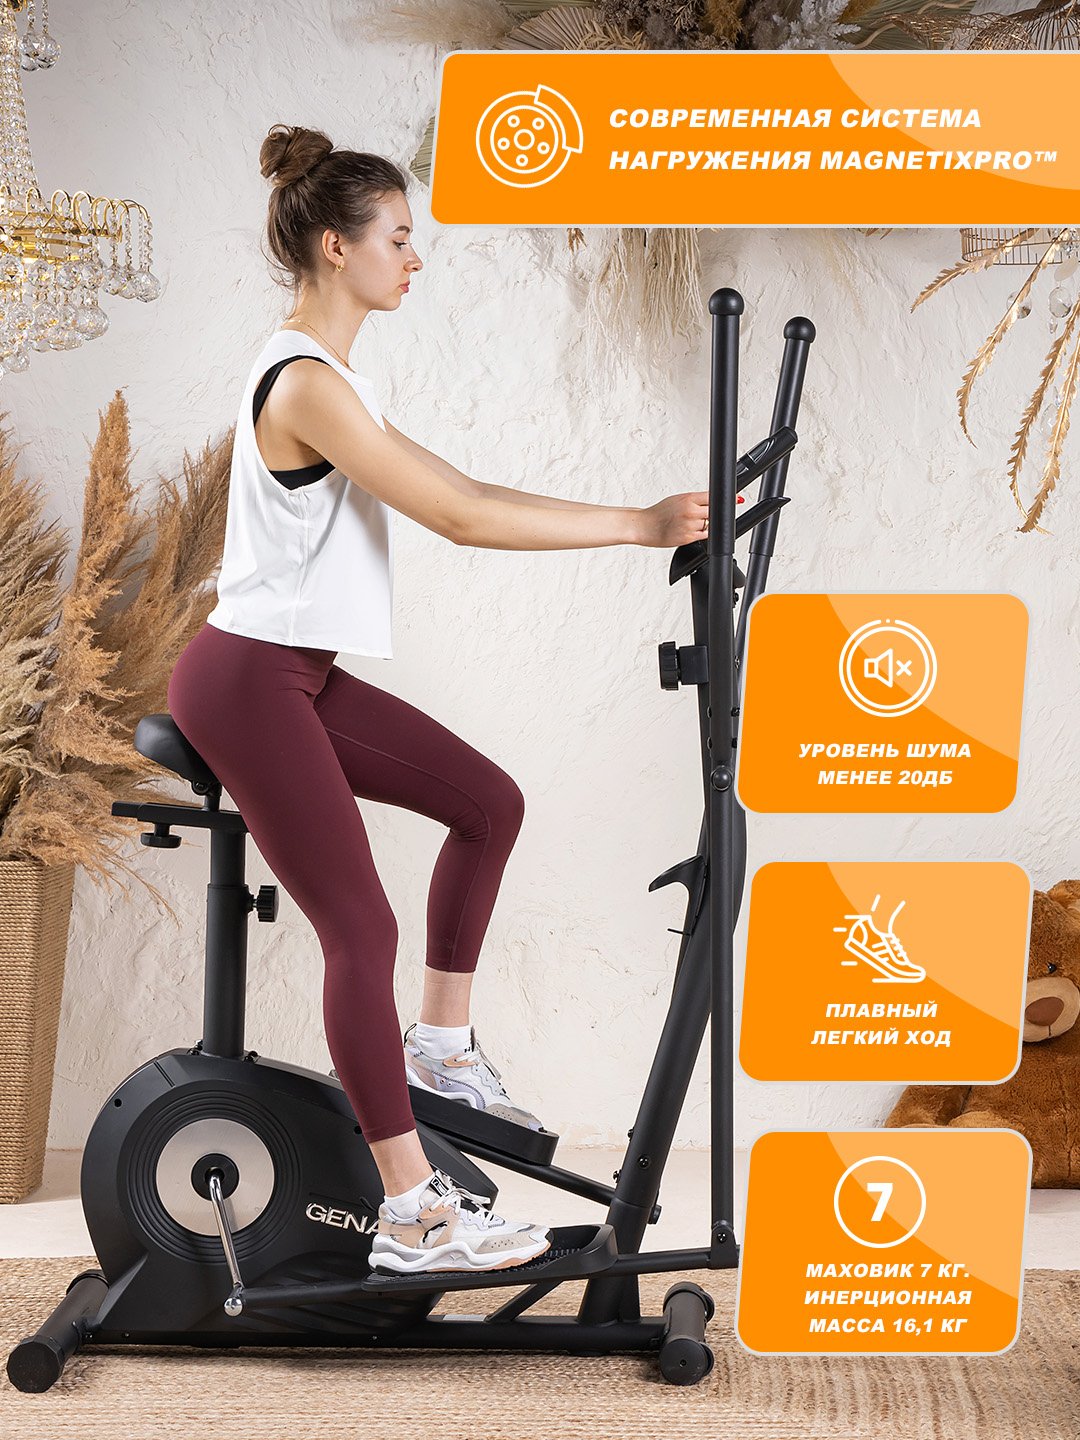 СОВРЕМЕННАЯ СИСТЕМА
НАГРУЖЕНИЯ MAGNETIXPRO™
УРОВЕНЬ ШУМА
МЕНЕЕ 20ДБ
ПЛАВНЫЙ
ЛЕГКИЙ ХОД
GENA
7
МАХОВИК 7 КГ.
ИНЕРЦИОННАЯ
МАССА 16,1 КГ